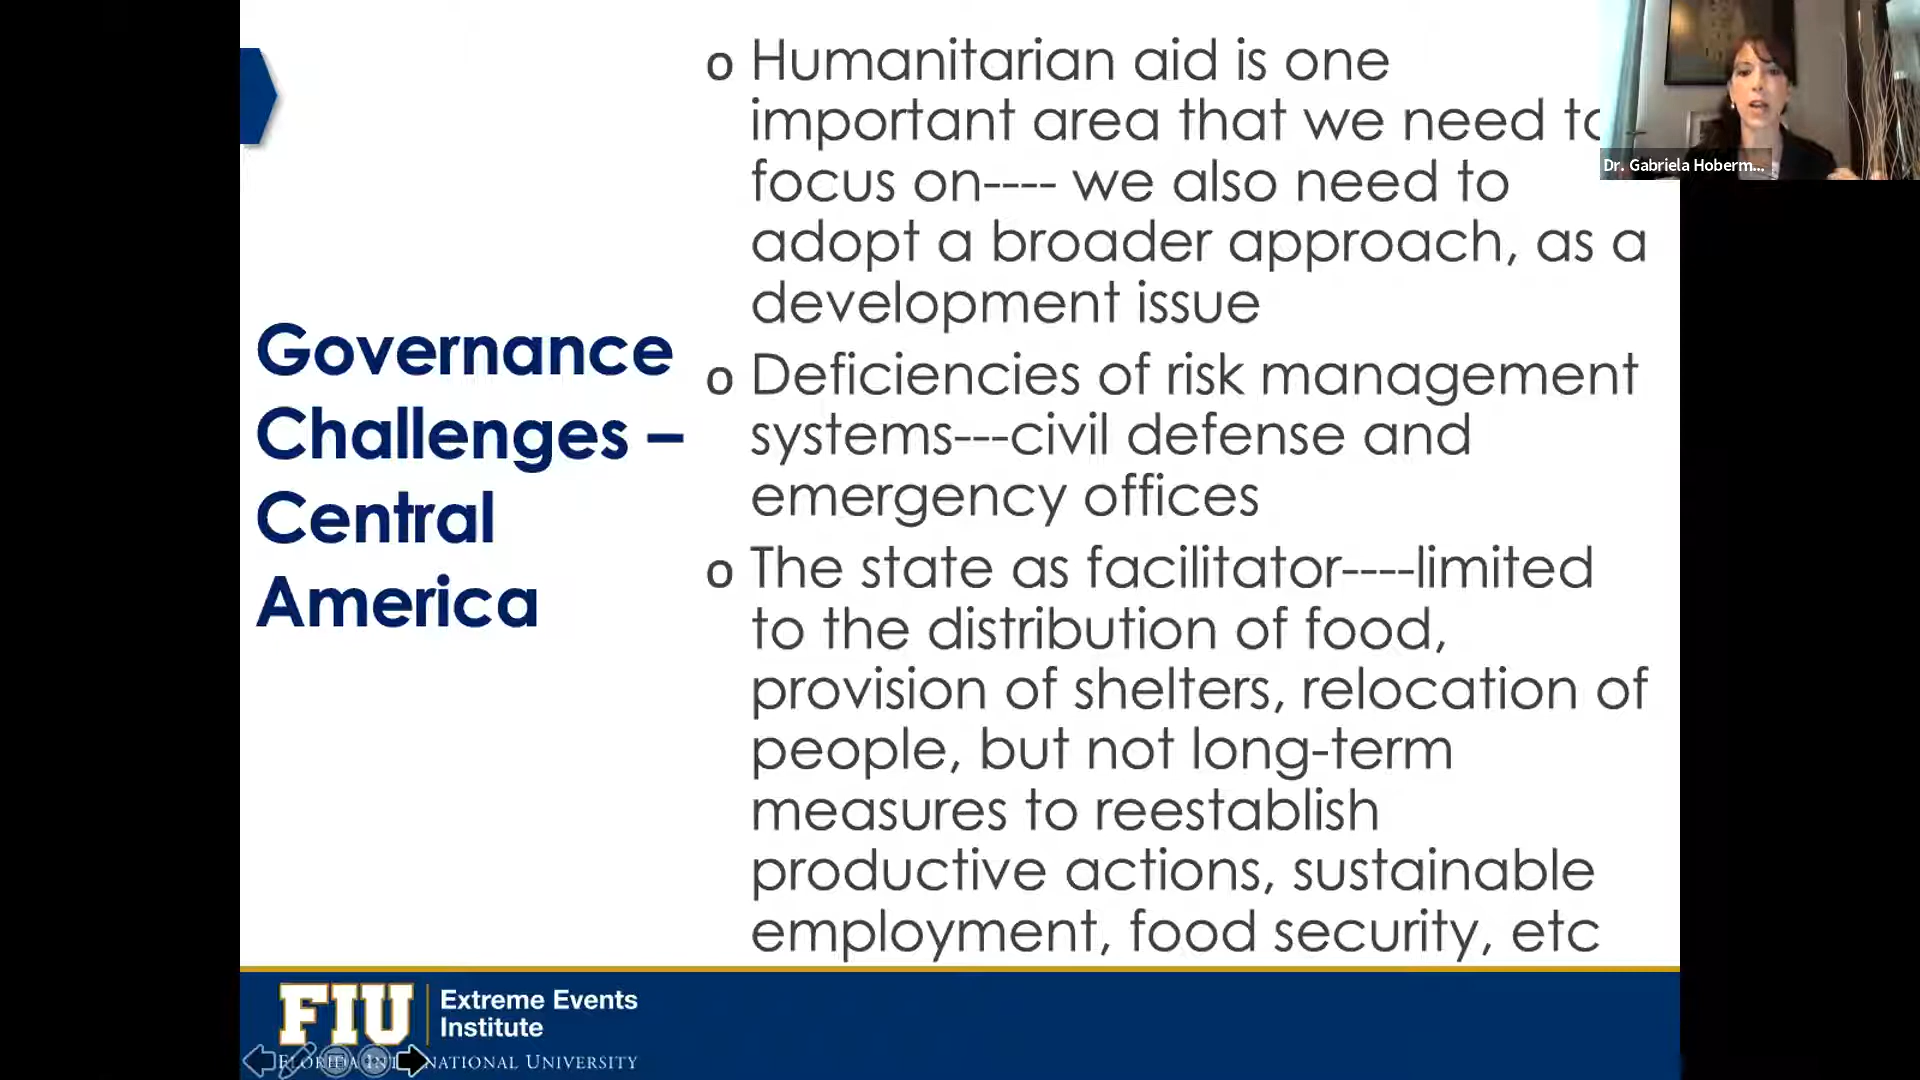 Governance
Challenges –
Central
America
o Humanitarian aid is one
important area that we need to
focus on---- we also need to
adopt a broader approach, as a
development issue
o Deficiencies of risk management
systems---civil defense and
emergency offices
o The state as facilitator----limited
to the distribution of food,
provision of shelters, relocation of
people, but not long-term
measures to reestablish
productive actions, sustainable
employment, food security, etc
Dr. Gabriela Hoberm...
FIU
Extreme Events
Institute
FLORIDA INTERNATIONAL UNIVERSITY